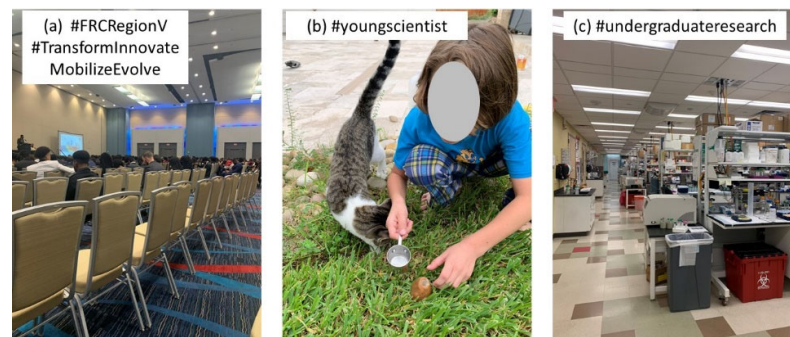 (a) #FRCRegionV
#TransformInnovate
MobilizeEvolve
(b) #youngscientist
(c) #undergraduateresearch